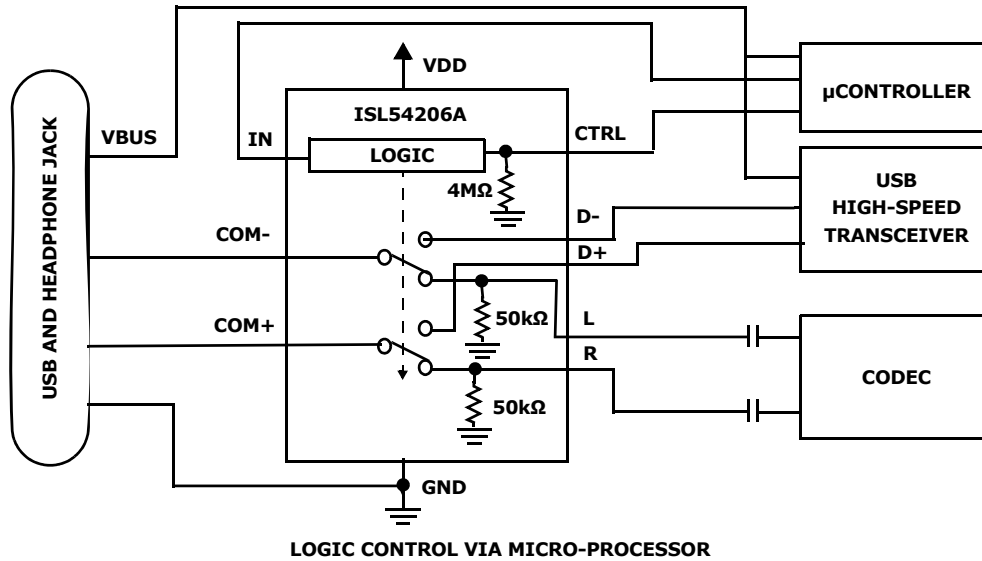 VDD
µCONTROLLER
ISL54206A
VBUS
IN
LOGIC
CTRL
4MΩ
USB AND HEADPHONE JACK
USB
HIGH-SPEED
TRANSCEIVER
D-
COM-
D+
50kΩ
L
COM+
R
CODEC
50kΩ
GND
LOGIC CONTROL VIA MICRO-PROCESSOR